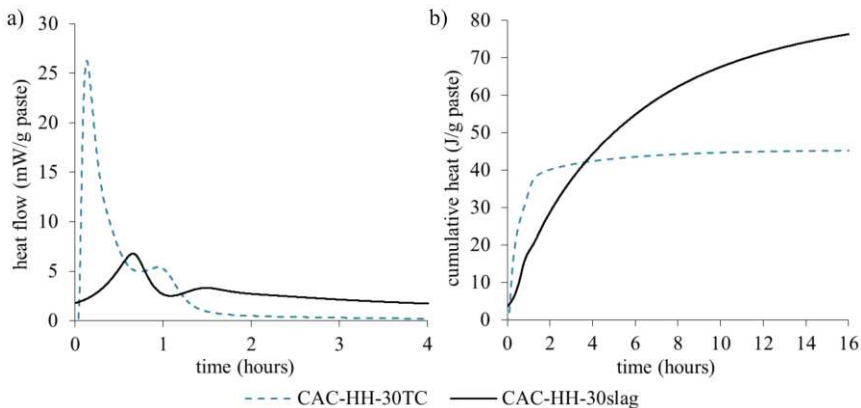 a)
heat flow (mW/g paste)
30
25
20
15
10
5
0
0 1 2 3 4
time (hours)
b)
cumulative heat (J/g paste)
80
70
60
50
40
30
20
10
0
0 2 4 6 8 10 12 14 16
time (hours)
CAC-HH-30TC CAC-HH-30slag